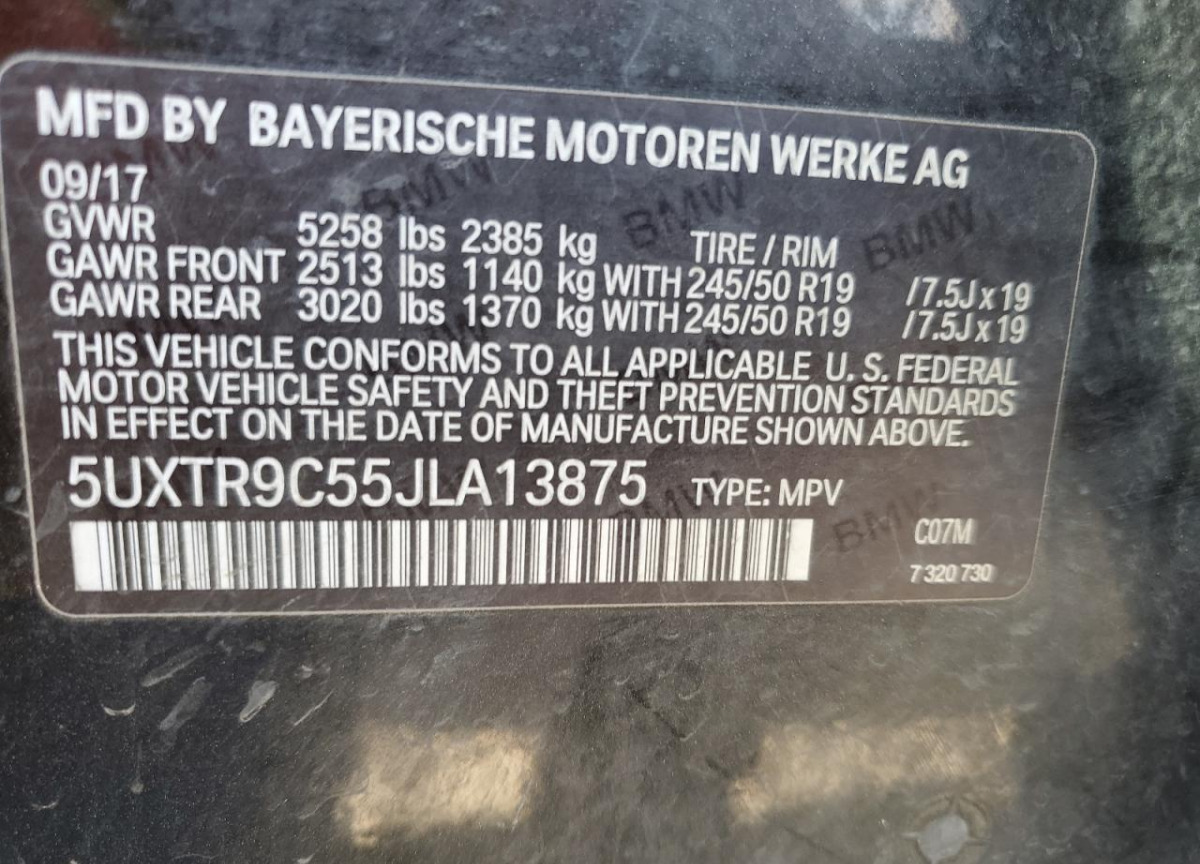 MFD BY BAYERISCHE MOTOREN WERKE AG
09/17
GVWR 5258 lbs 2385 kg TIRE / RIM
GAWR FRONT 2513 lbs 1140 kg WITH 245/50 R19 /7.5J x 19
GAWR REAR 3020 lbs 1370 kg WITH 245/50 R19 /7.5J x 19
THIS VEHICLE CONFORMS TO ALL APPLICABLE U. S. FEDERAL
MOTOR VEHICLE SAFETY AND THEFT PREVENTION STANDARDS
IN EFFECT ON THE DATE OF MANUFACTURE SHOWN ABOVE.
5UXTR9C55JLA13875 TYPE: MPV
C07M
7 320 730